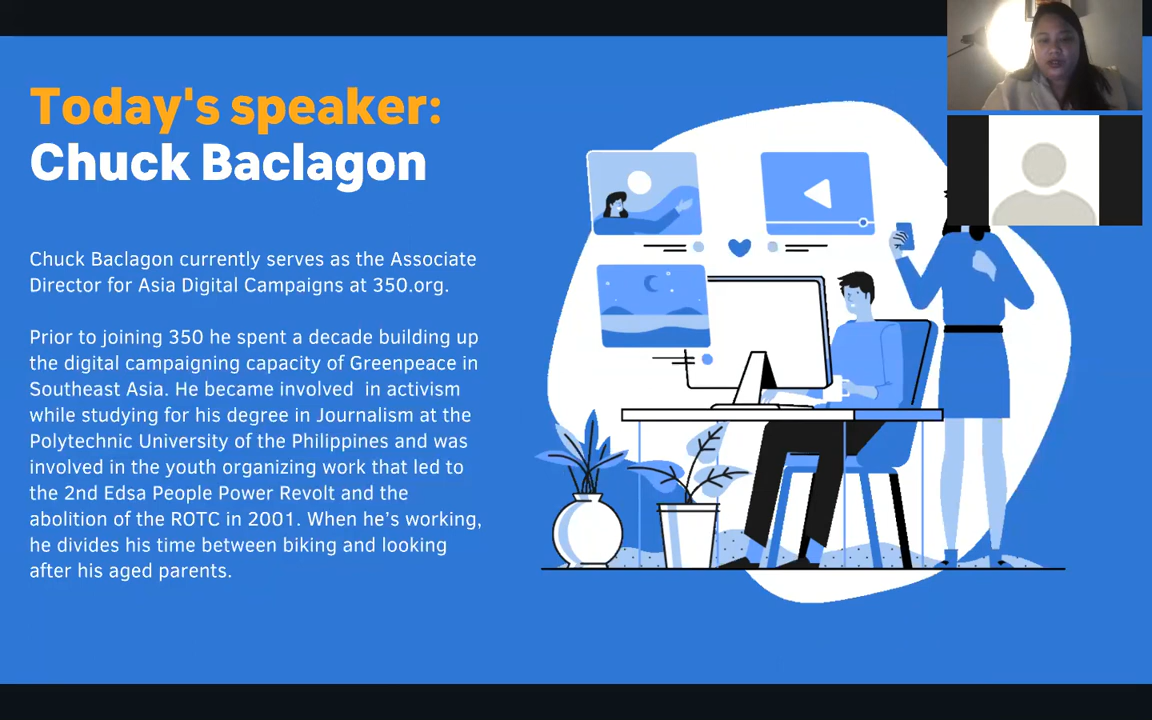 Today's speaker:
Chuck Baclagon
Chuck Baclagon currently serves as the Associate
Director for Asia Digital Campaigns at 350.org.
Prior to joining 350 he spent a decade building up
the digital campaigning capacity of Greenpeace in
Southeast Asia. He became involved  in activism
while studying for his degree in Journalism at the
Polytechnic University of the Philippines and was
involved in the youth organizing work that led to
the 2nd Edsa People Power Revolt and the
abolition of the ROTC in 2001. When he’s working,
he divides his time between biking and looking
after his aged parents.